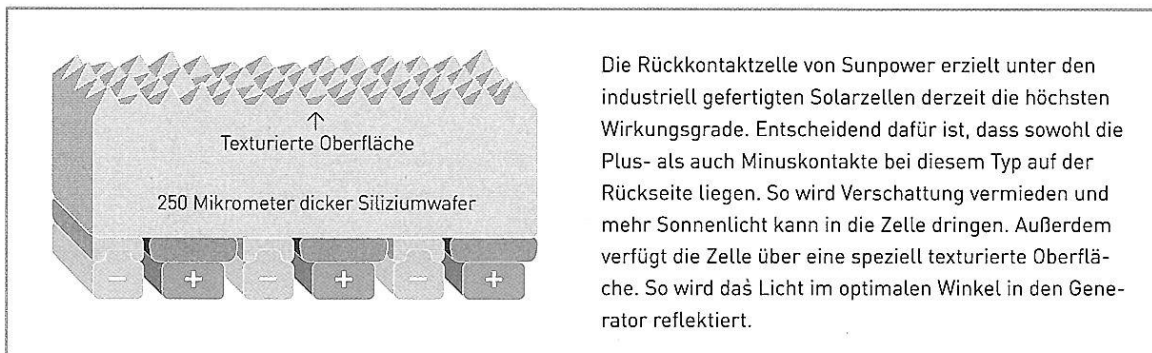 Texturierte Oberfläche
250 Mikrometer dicker Siliziumwafer
− + − + − +
Die Rückkontaktzelle von Sunpower erzielt unter den
industriell gefertigten Solarzellen derzeit die höchsten
Wirkungsgrade. Entscheidend dafür ist, dass sowohl die
Plus- als auch Minuskontakte bei diesem Typ auf der
Rückseite liegen. So wird Verschattung vermieden und
mehr Sonnenlicht kann in die Zelle dringen. Außerdem
verfügt die Zelle über eine speziell texturierte Oberflä-
che. So wird das Licht im optimalen Winkel in den Gene-
rator reflektiert.